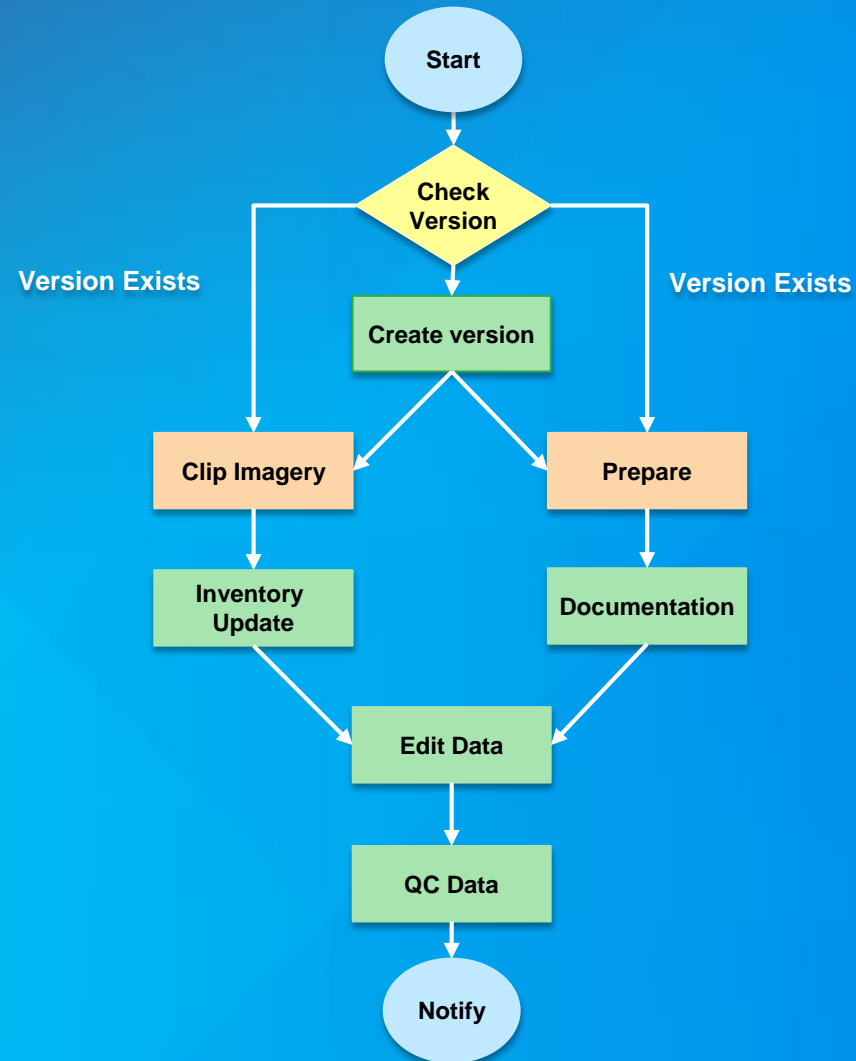 Start
Check
Version
Version Exists
Version Exists
Create version
Clip Imagery
Prepare
Inventory
Update
Documentation
Edit Data
QC Data
Notify